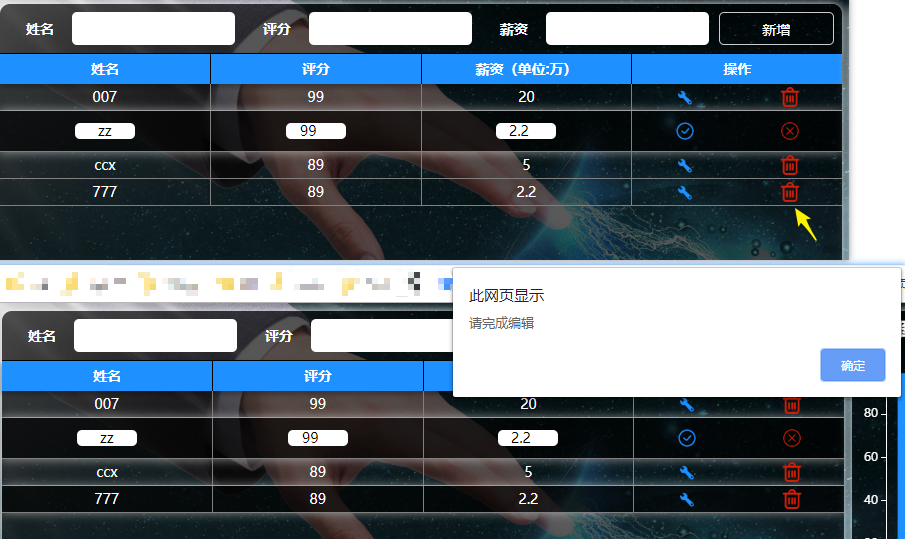 姓名 评分 薪资 新增
姓名 评分 薪资（单位:万） 操作
007 99 20
zz 99 2.2
ccx 89 5
777 89 2.2
此网页显示
请完成编辑
确定
姓名 评分
姓名 评分
007 99 20
zz 99 2.2
ccx 89 5
777 89 2.2
80
60
40